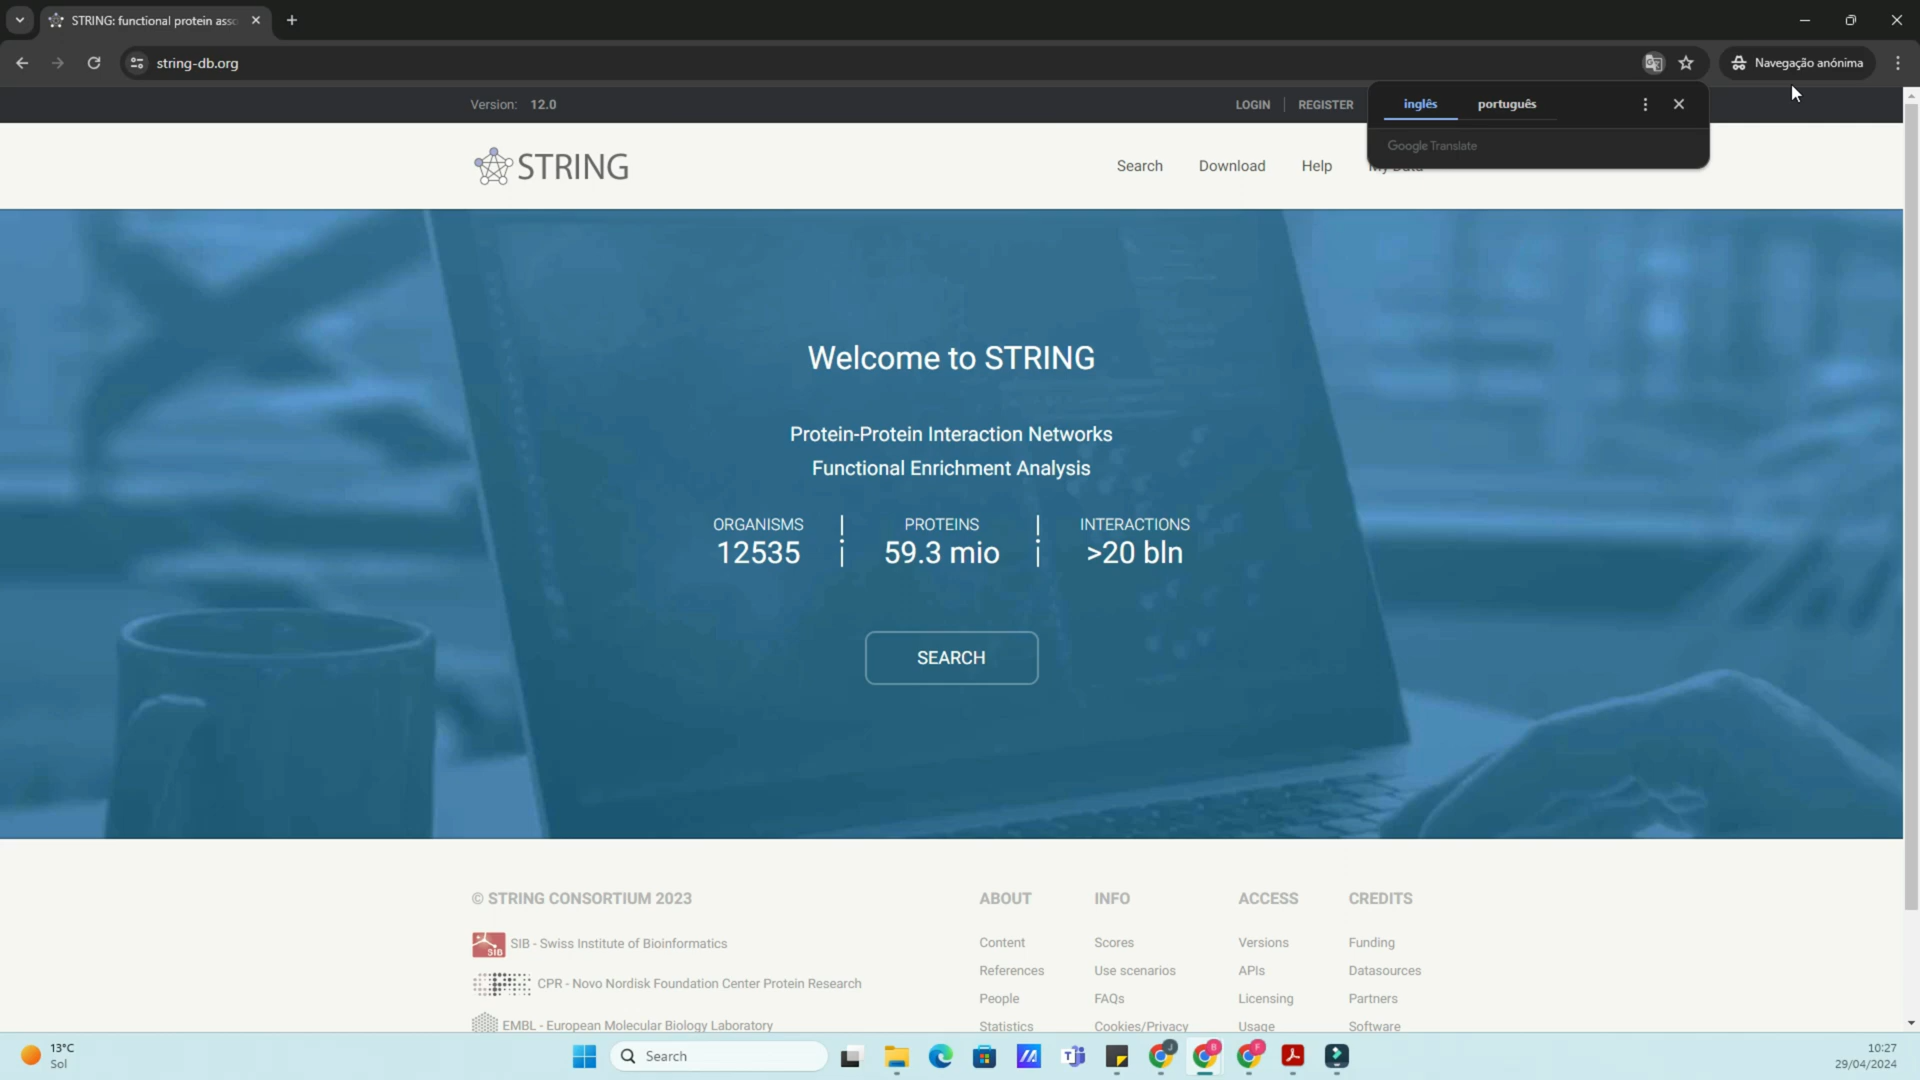 STRING: functional protein asso
string-db.org
Navegação anónima
Version: 12.0
LOGIN
REGISTER
inglês
português
Google Translate
STRING
Search
Download
Help
My Data
Welcome to STRING
Protein-Protein Interaction Networks
Functional Enrichment Analysis
ORGANISMS
12535
PROTEINS
59.3 mio
INTERACTIONS
>20 bln
SEARCH
© STRING CONSORTIUM 2023
SIB - Swiss Institute of Bioinformatics
CPR - Novo Nordisk Foundation Center Protein Research
EMBL - European Molecular Biology Laboratory
ABOUT
Content
References
People
Statistics
INFO
Scores
Use scenarios
FAQs
Cookies/Privacy
ACCESS
Versions
APIs
Licensing
Usage
CREDITS
Funding
Datasources
Partners
Software
13°C
Sol
Search
10:27
29/04/2024